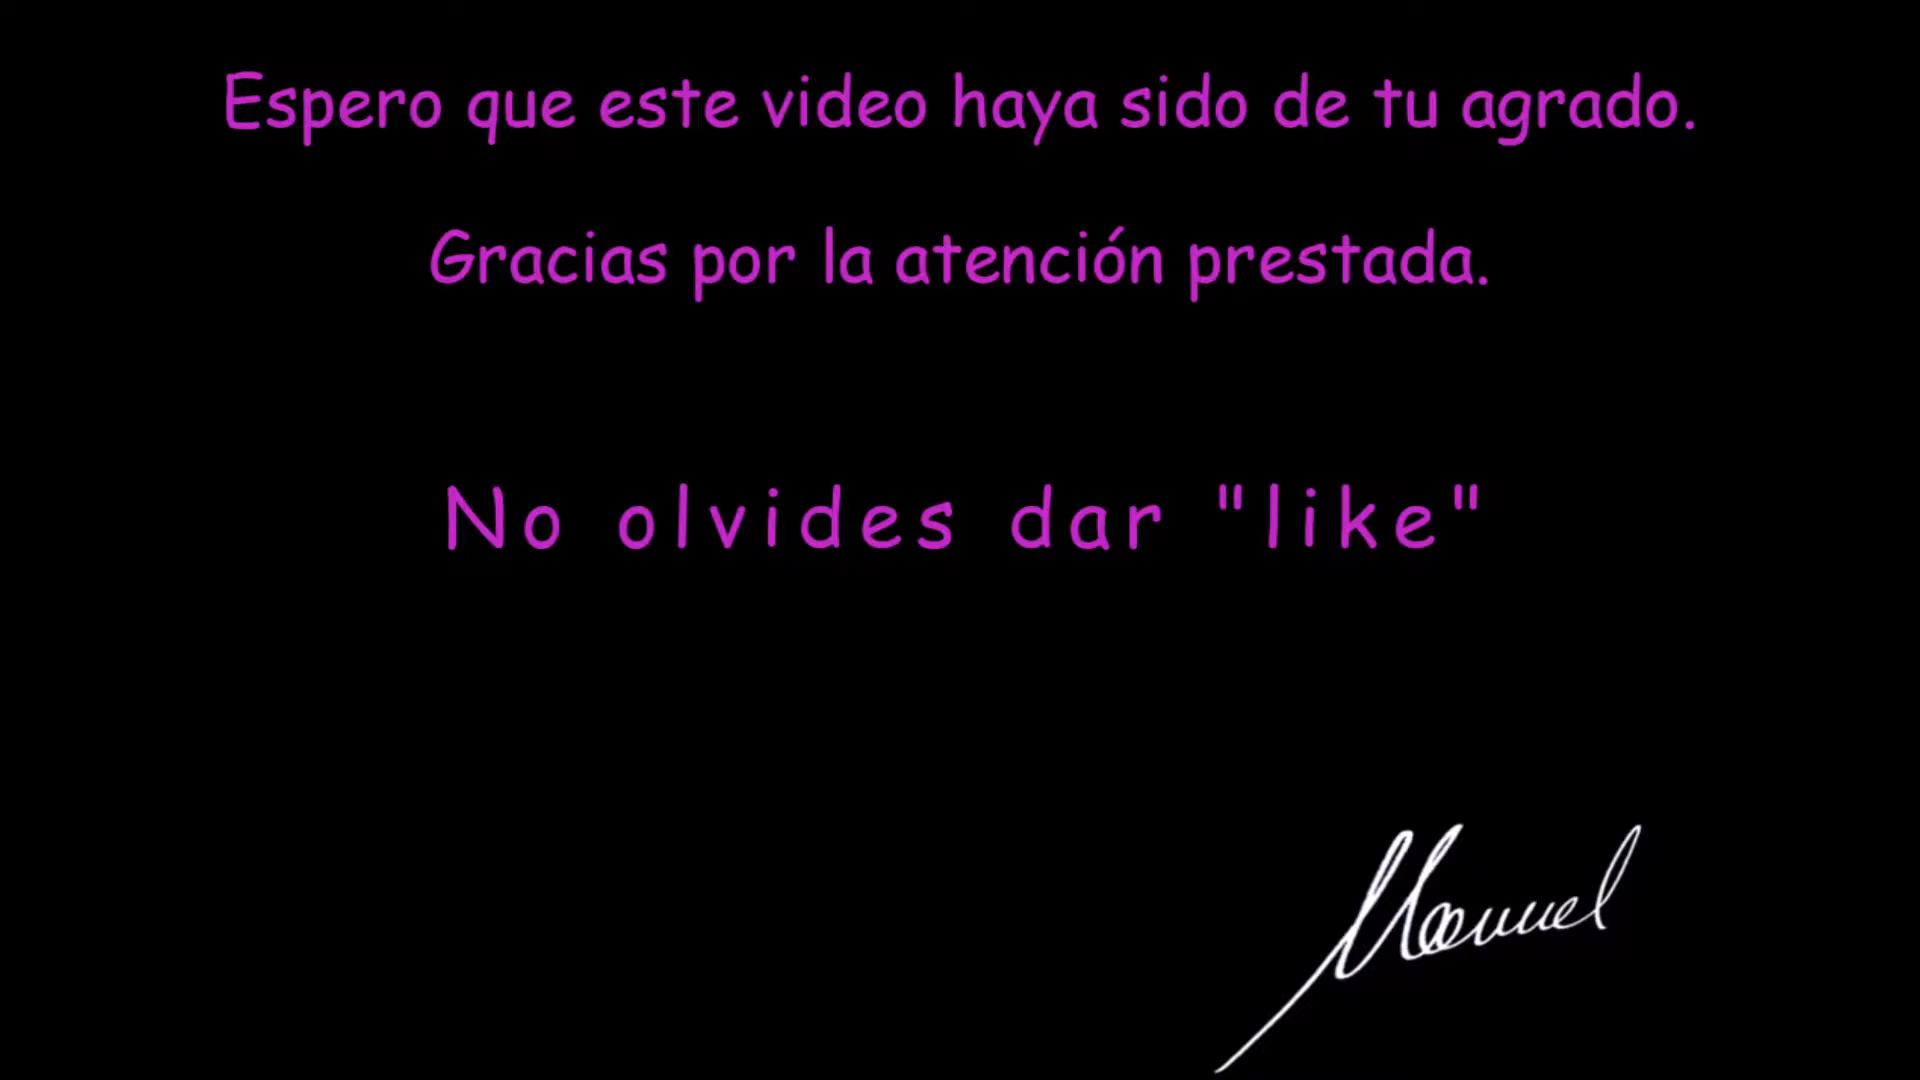 Espero que este video haya sido de tu agrado.
Gracias por la atención prestada.
No olvides dar "like"
Manuel